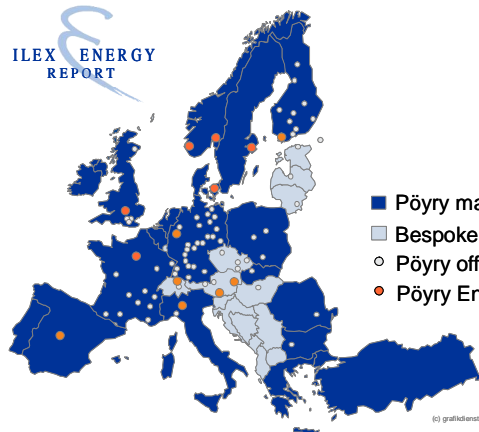 ILEX ENERGY
REPORT
Pöyry ma
Bespoke
Pöyry off
Pöyry En
(c) grafikdienst